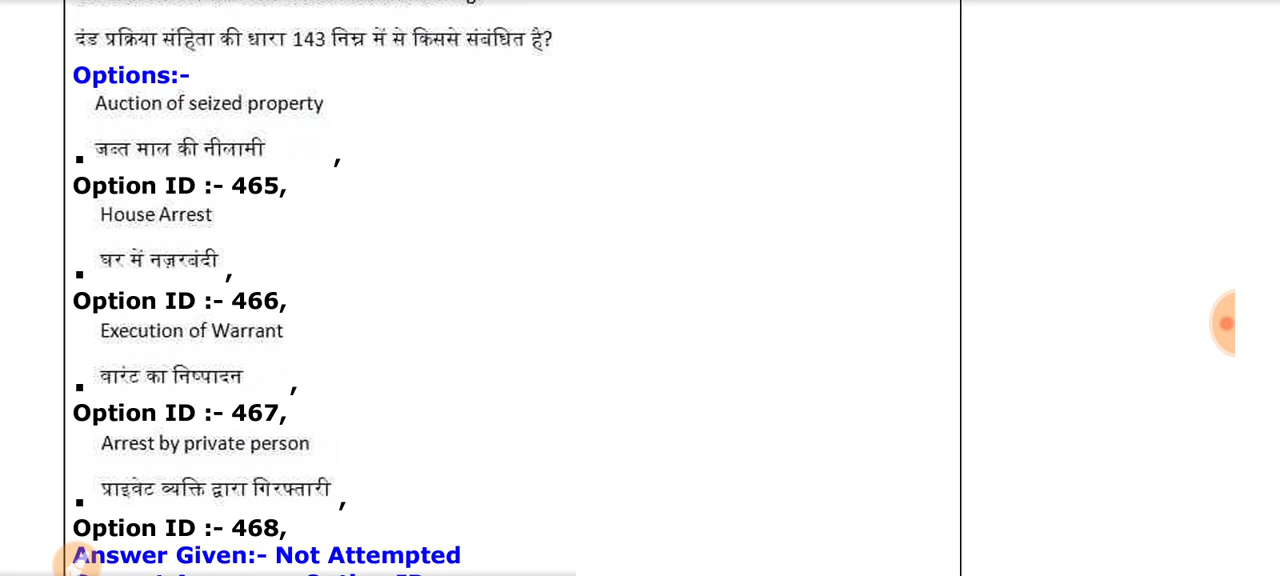 दंड प्रक्रिया संहिता की धारा 143 निम्न में से किससे संबंधित है?
Options:-
Auction of seized property
▪ जब्त माल की नीलामी ,
Option ID :- 465,
House Arrest
▪ घर में नज़रबंदी ,
Option ID :- 466,
Execution of Warrant
▪ वारंट का निष्पादन ,
Option ID :- 467,
Arrest by private person
▪ प्राइवेट व्यक्ति द्वारा गिरफ्तारी ,
Option ID :- 468,
Answer Given:- Not Attempted